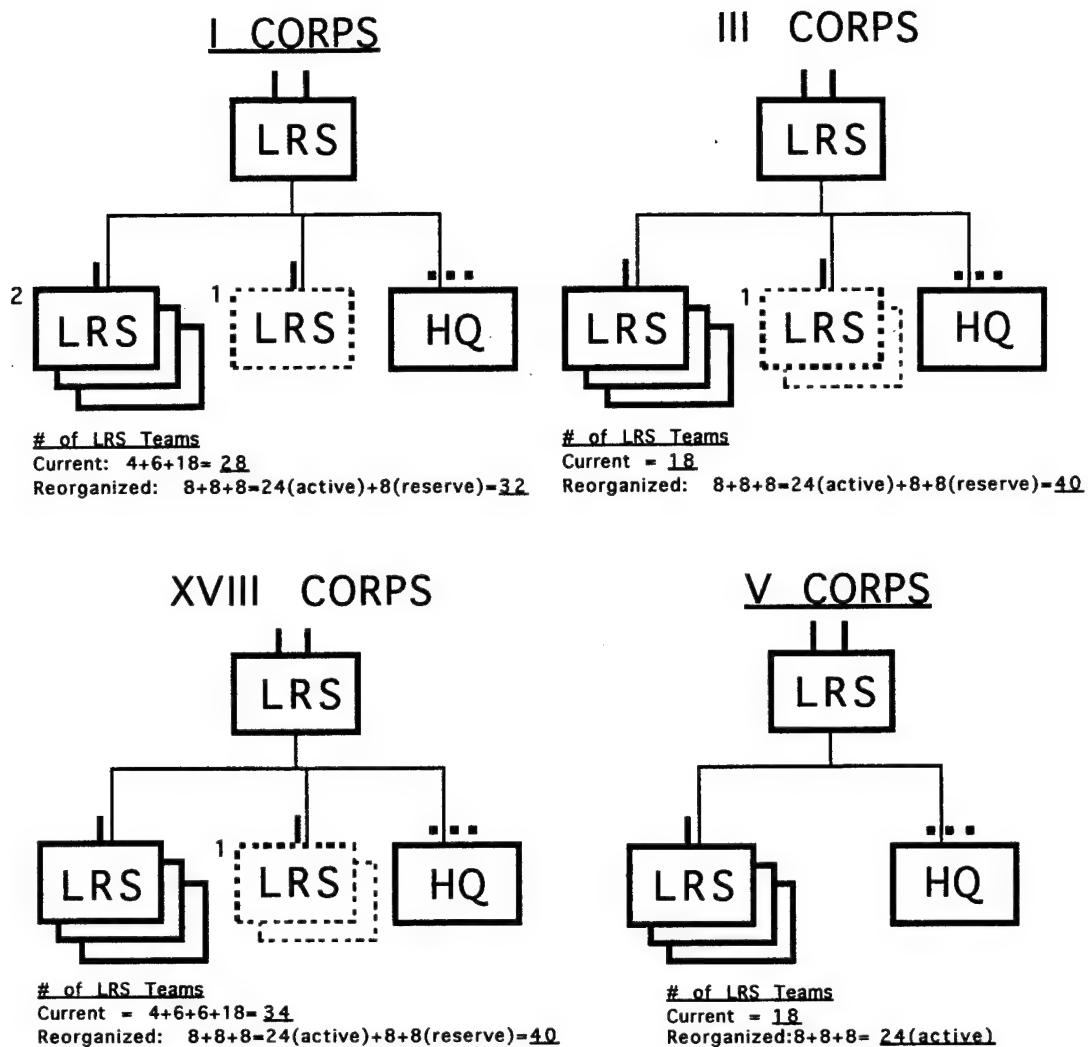 I CORPS
LRS
2
LRS
1
LRS
HQ
# of LRS Teams
Current: 4+6+18= 28
Reorganized: 8+8+8=24(active)+8(reserve)=32
III CORPS
LRS
LRS
1
LRS
HQ
# of LRS Teams
Current = 18
Reorganized: 8+8+8=24(active)+8+8(reserve)=40
XVIII CORPS
LRS
LRS
1
LRS
HQ
# of LRS Teams
Current = 4+6+6+18= 34
Reorganized: 8+8+8=24(active)+8+8(reserve)=40
V CORPS
LRS
LRS
HQ
# of LRS Teams
Current = 18
Reorganized:8+8+8= 24(active)